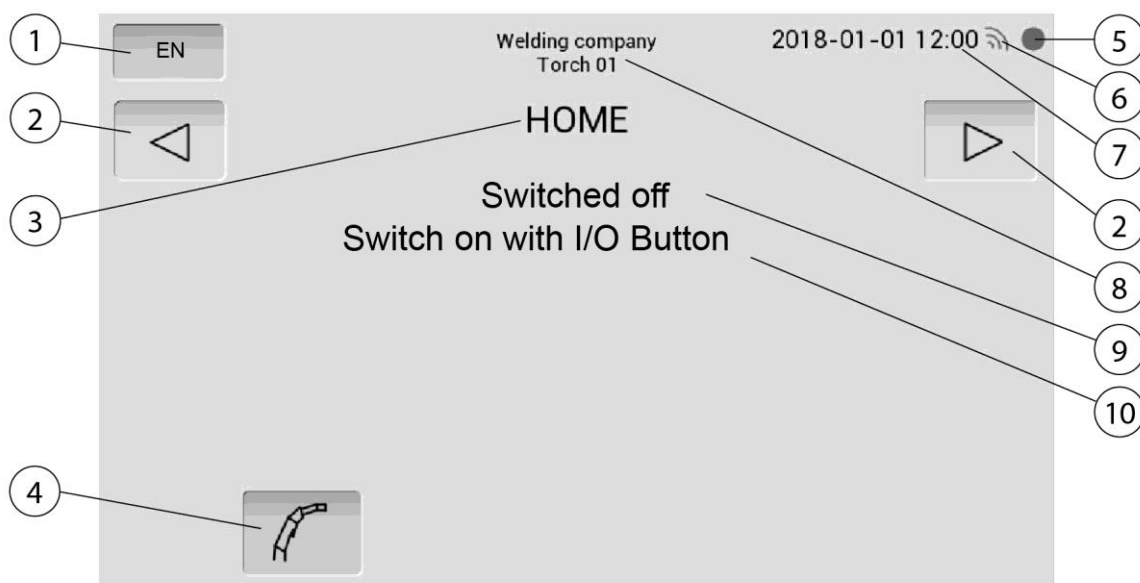 1
EN
Welding company
Torch 01
2018-01-01 12:00
5
6
2
HOME
7
3
Switched off
2
Switch on with I/O Button
8
9
10
4